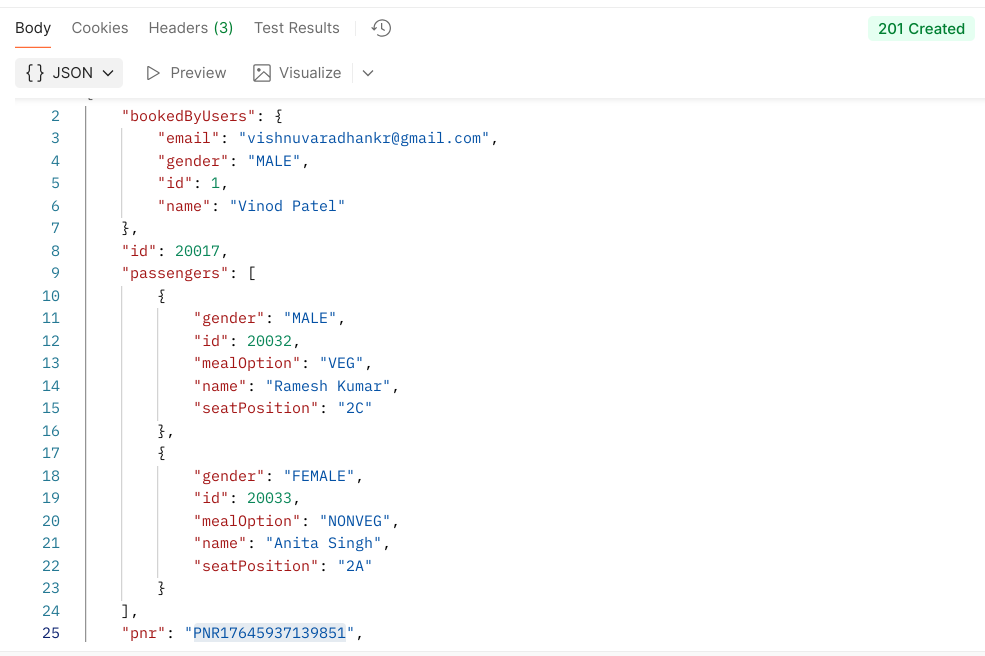 Body Cookies Headers (3) Test Results 201 Created
{} JSON Preview Visualize
2 "bookedByUsers": {
3 "email": "vishnuvaradhankr@gmail.com",
4 "gender": "MALE",
5 "id": 1,
6 "name": "Vinod Patel"
7 },
8 "id": 20017,
9 "passengers": [
10 {
11 "gender": "MALE",
12 "id": 20032,
13 "mealOption": "VEG",
14 "name": "Ramesh Kumar",
15 "seatPosition": "2C"
16 },
17 {
18 "gender": "FEMALE",
19 "id": 20033,
20 "mealOption": "NONVEG",
21 "name": "Anita Singh",
22 "seatPosition": "2A"
23 }
24 ],
25 "pnr": "PNR17645937139851",